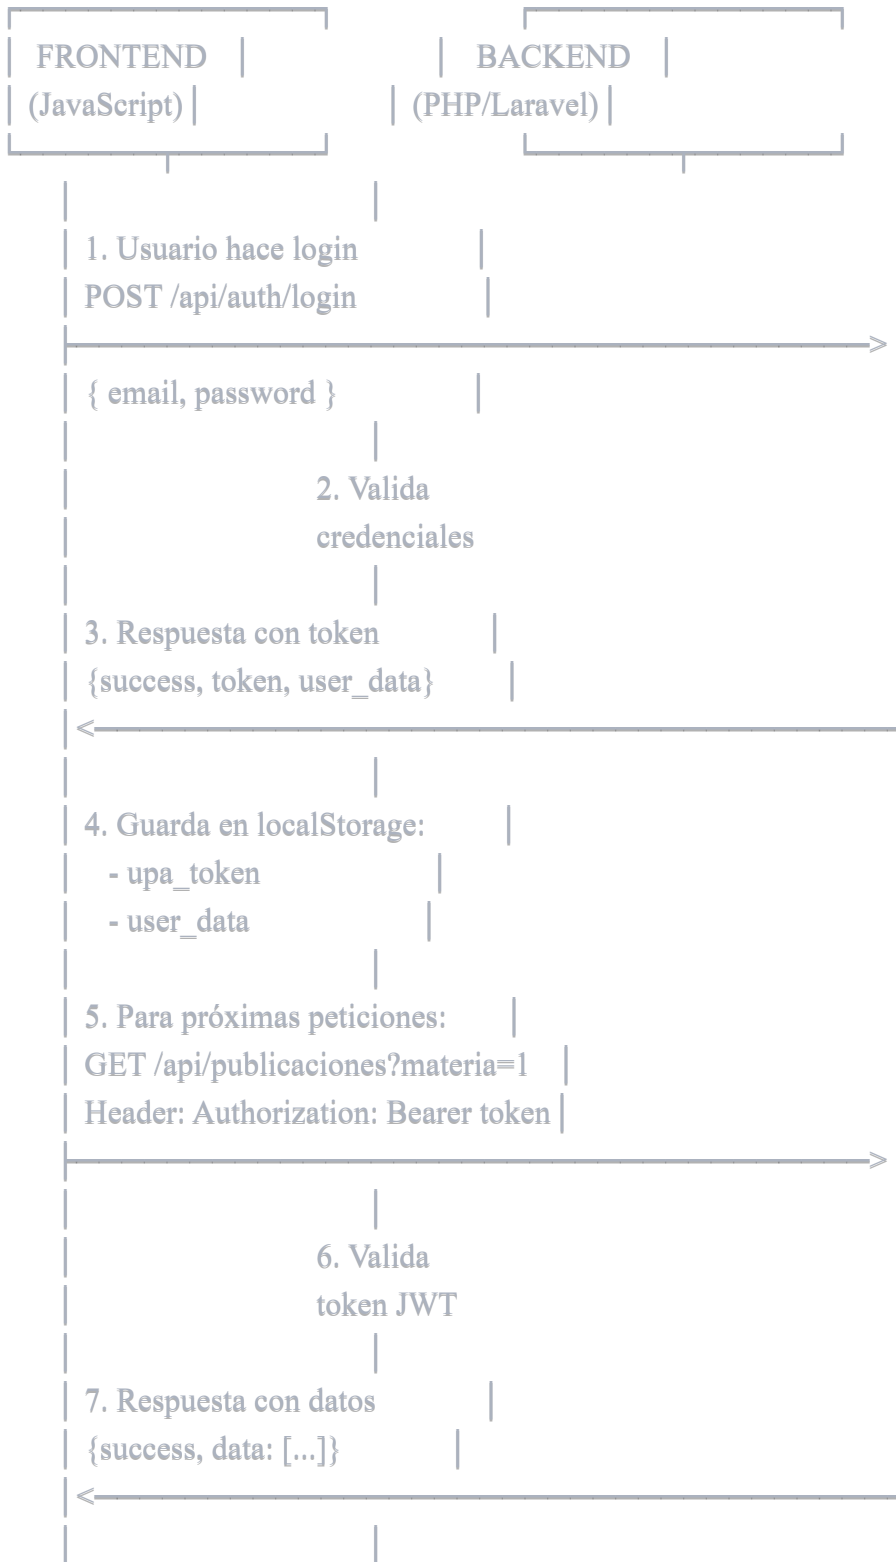 FRONTEND BACKEND
(JavaScript) (PHP/Laravel)
1. Usuario hace login
POST /api/auth/login
{ email, password }
2. Valida
credenciales
3. Respuesta con token
{success, token, user_data}
4. Guarda en localStorage:
- upa_token
- user_data
5. Para próximas peticiones:
GET /api/publicaciones?materia=1
Header: Authorization: Bearer token
6. Valida
token JWT
7. Respuesta con datos
{success, data: [...]}